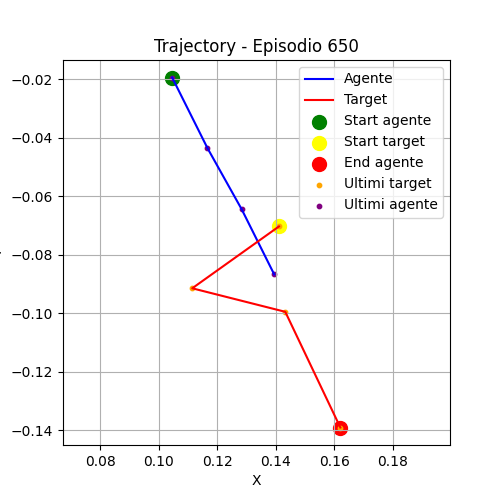 Trajectory - Episodio 650
Agente
Target
Start agente
Start target
End agente
Ultimi target
Ultimi agente
−0.02
−0.04
−0.06
−0.08
−0.10
−0.12
−0.14
0.08 0.10 0.12 0.14 0.16 0.18
X